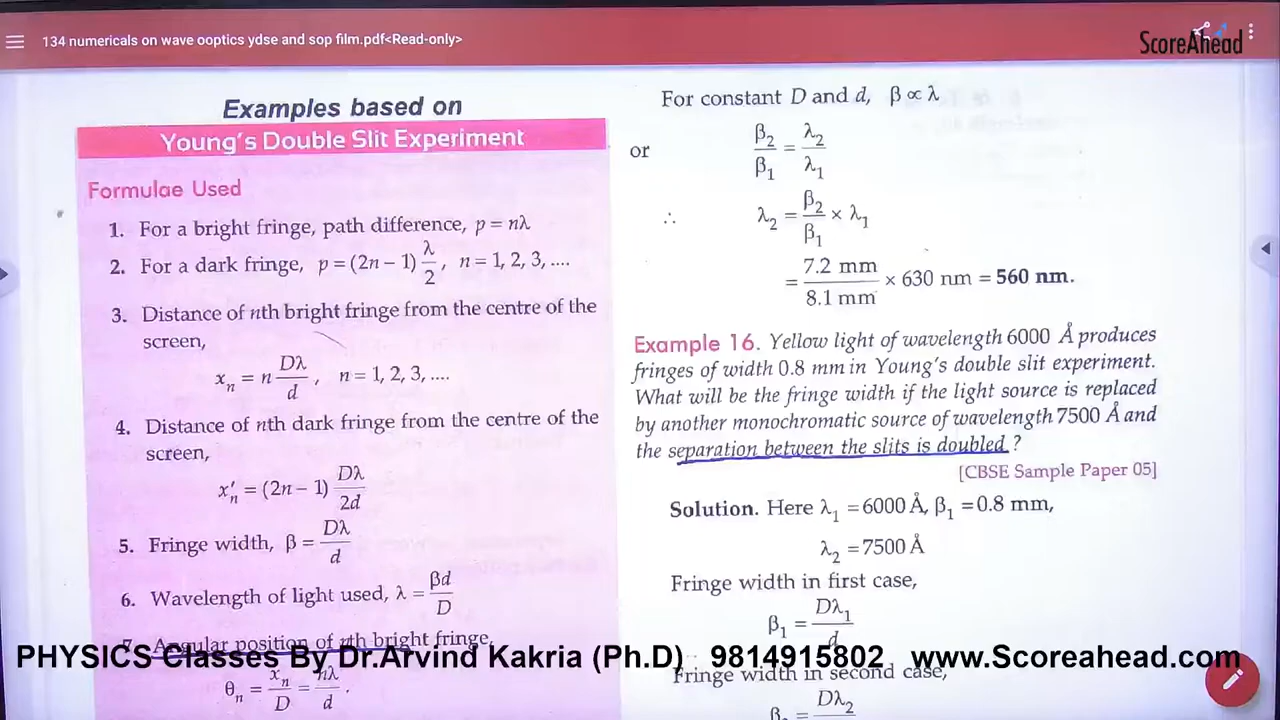 134 numericals on wave ooptics ydse and sop film.pdf<Read-only>
ScoreAhead
Examples based on
Young's Double Slit Experiment
Formulae Used
1. For a bright fringe, path difference, p = nλ
2. For a dark fringe, p = (2n − 1) λ/2, n = 1, 2, 3, ....
3. Distance of nth bright fringe from the centre of the
screen,
xₙ = n Dλ/d, n = 1, 2, 3, ....
4. Distance of nth dark fringe from the centre of the
screen,
x′ₙ = (2n − 1) Dλ/2d
5. Fringe width, β = Dλ/d
6. Wavelength of light used, λ = βd/D
7. Angular position of nth bright fringe,
θₙ = xₙ/D = nλ/d.
For constant D and d, β ∝ λ
or β₂/β₁ = λ₂/λ₁
∴ λ₂ = β₂/β₁ × λ₁
= 7.2 mm/8.1 mm × 630 nm = 560 nm.
Example 16. Yellow light of wavelength 6000 Å produces
fringes of width 0.8 mm in Young's double slit experiment.
What will be the fringe width if the light source is replaced
by another monochromatic source of wavelength 7500 Å and
the separation between the slits is doubled ?
[CBSE Sample Paper 05]
Solution. Here λ₁ = 6000 Å, β₁ = 0.8 mm,
λ₂ = 7500 Å
Fringe width in first case,
β₁ = Dλ₁/d
Fringe width in second case,
β₂ = Dλ₂
PHYSICS Classes By Dr.Arvind Kakria (Ph.D) 9814915802 www.Scoreahead.com